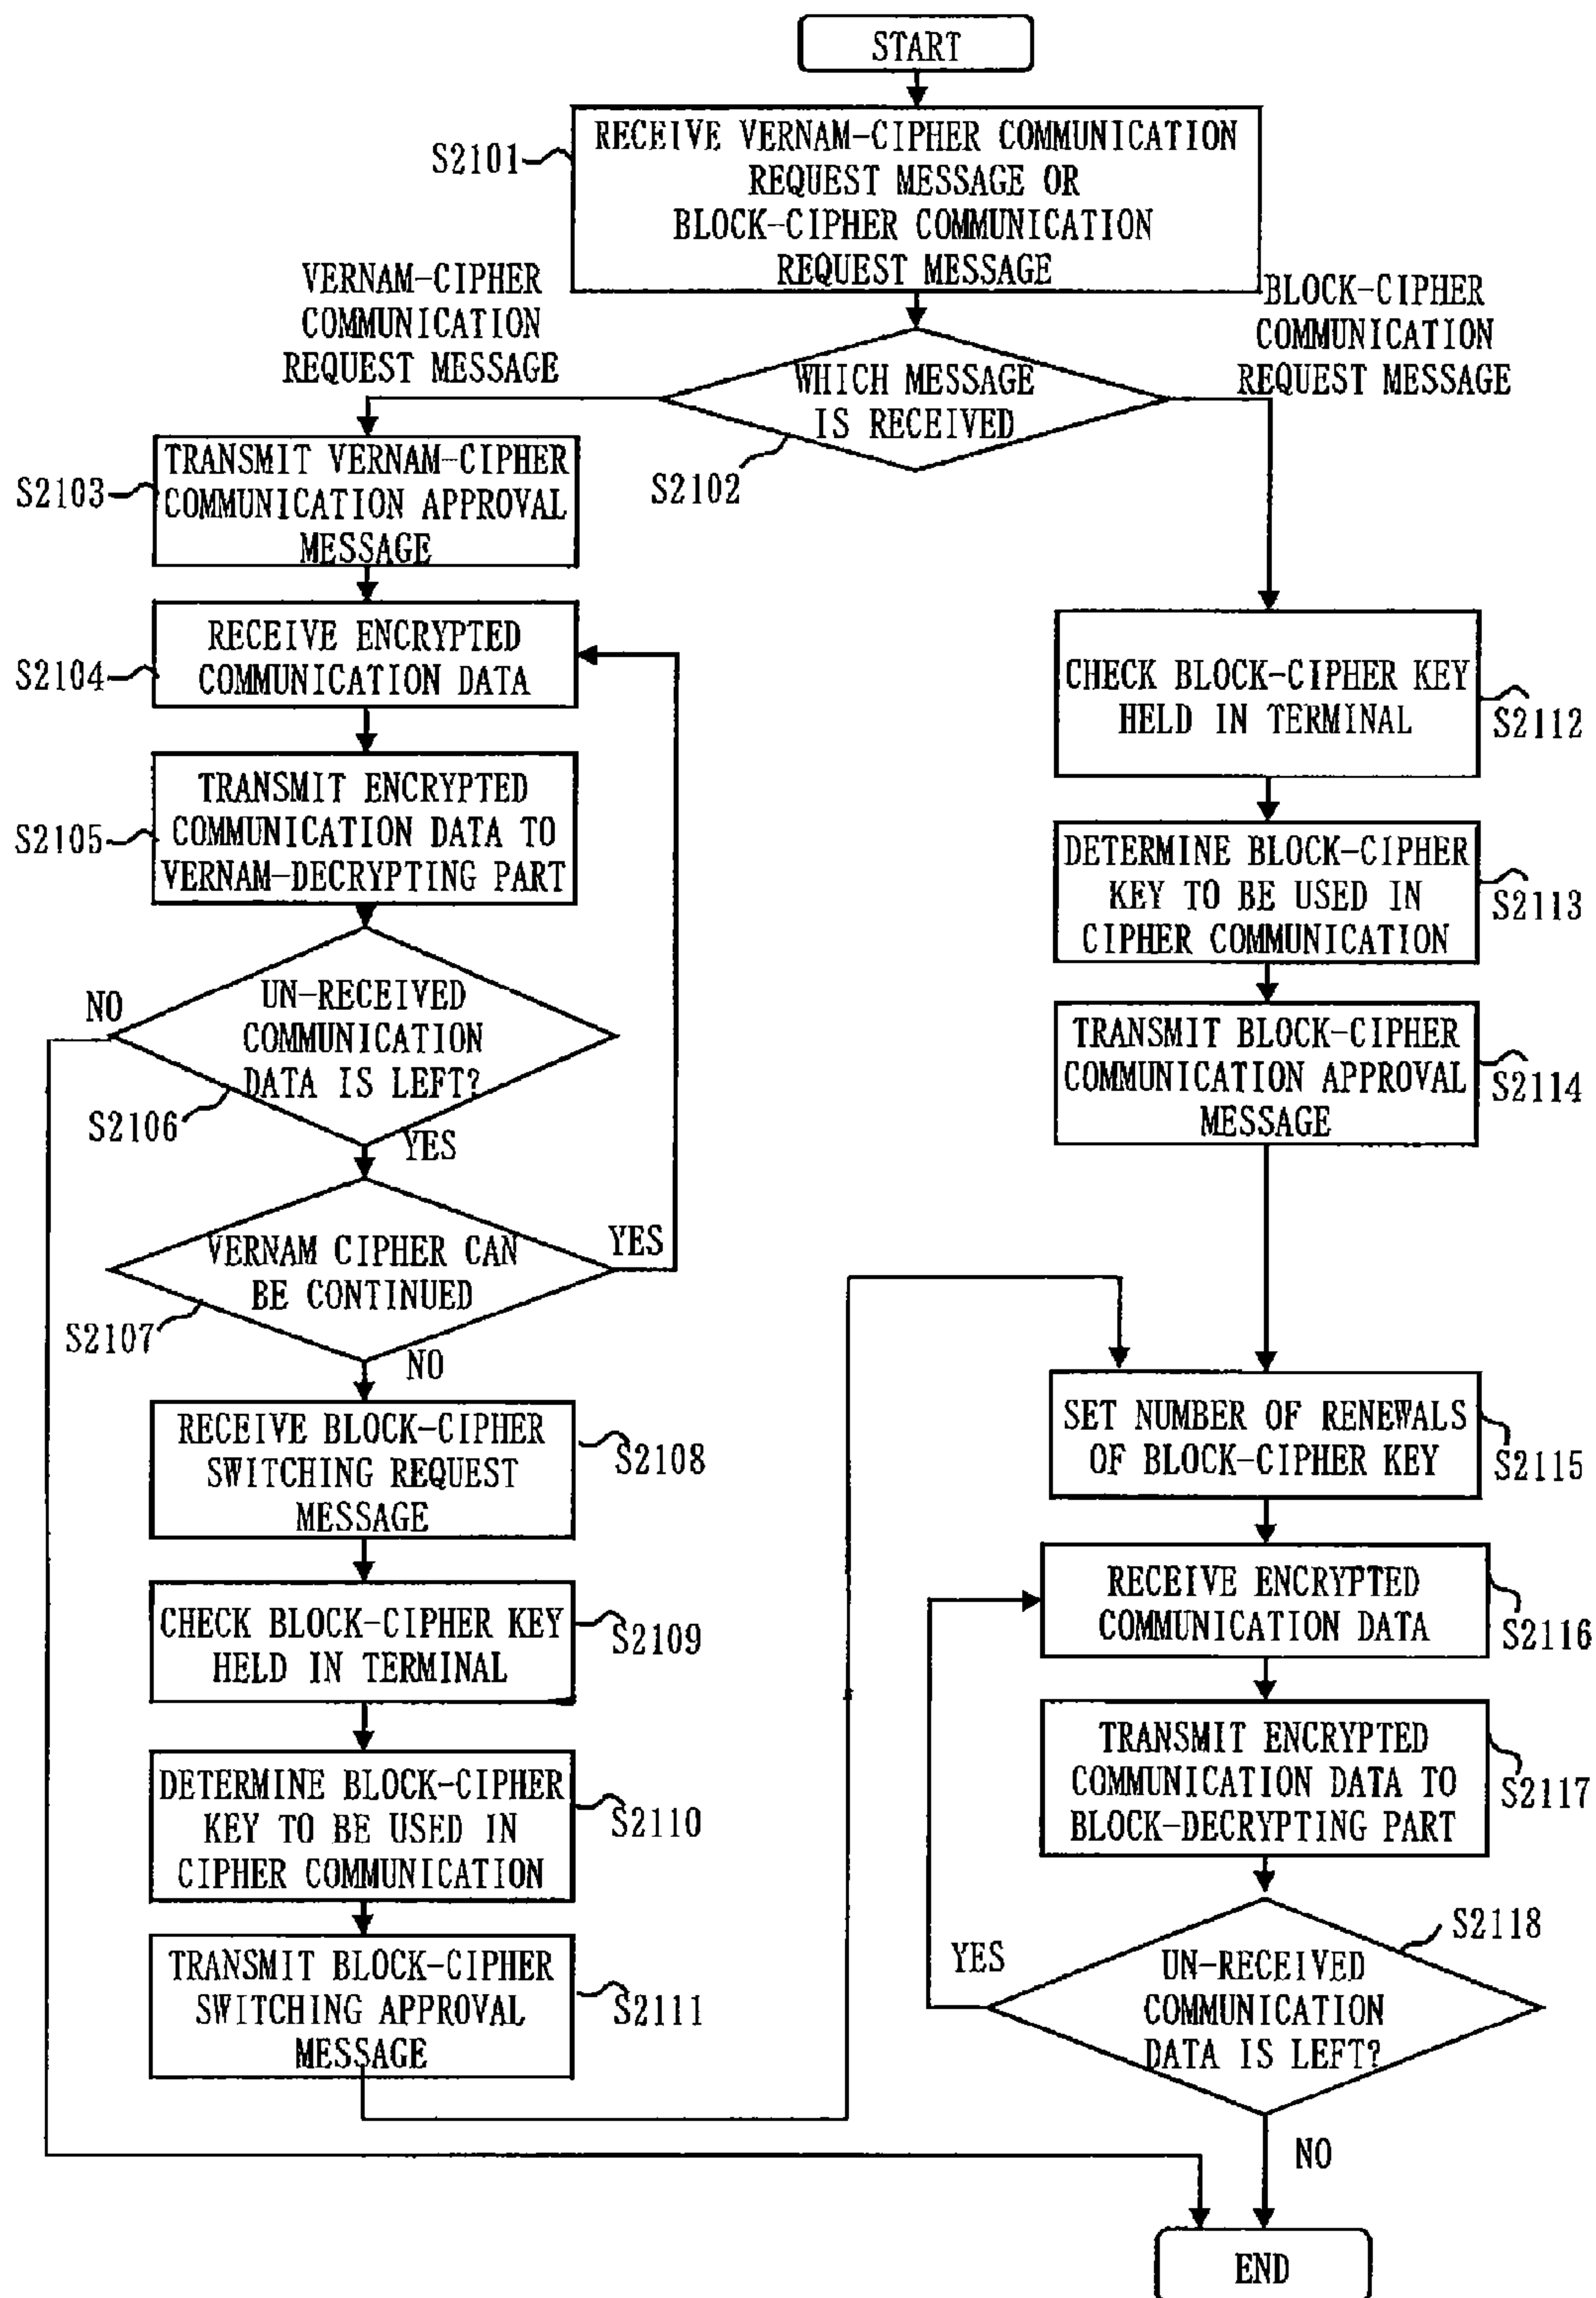 START
S2101
RECEIVE VERNAM-CIPHER COMMUNICATION
REQUEST MESSAGE OR
BLOCK-CIPHER COMMUNICATION
REQUEST MESSAGE
VERNAM-CIPHER
COMMUNICATION
REQUEST MESSAGE
BLOCK-CIPHER
COMMUNICATION
REQUEST MESSAGE
WHICH MESSAGE
IS RECEIVED
S2102
S2103
TRANSMIT VERNAM-CIPHER
COMMUNICATION APPROVAL
MESSAGE
S2104
RECEIVE ENCRYPTED
COMMUNICATION DATA
S2105
TRANSMIT ENCRYPTED
COMMUNICATION DATA TO
VERNAM-DECRYPTING PART
NO
UN-RECEIVED
COMMUNICATION
DATA IS LEFT?
S2106
YES
VERNAM CIPHER CAN
BE CONTINUED
YES
S2107
NO
RECEIVE BLOCK-CIPHER
SWITCHING REQUEST
MESSAGE
S2108
CHECK BLOCK-CIPHER KEY
HELD IN TERMINAL
S2109
DETERMINE BLOCK-CIPHER
KEY TO BE USED IN
CIPHER COMMUNICATION
S2110
TRANSMIT BLOCK-CIPHER
SWITCHING APPROVAL
MESSAGE
S2111
CHECK BLOCK-CIPHER KEY
HELD IN TERMINAL
S2112
DETERMINE BLOCK-CIPHER
KEY TO BE USED IN
CIPHER COMMUNICATION
S2113
TRANSMIT BLOCK-CIPHER
COMMUNICATION APPROVAL
MESSAGE
S2114
SET NUMBER OF RENEWALS
OF BLOCK-CIPHER KEY
S2115
RECEIVE ENCRYPTED
COMMUNICATION DATA
S2116
TRANSMIT ENCRYPTED
COMMUNICATION DATA TO
BLOCK-DECRYPTING PART
S2117
S2118
YES
UN-RECEIVED
COMMUNICATION
DATA IS LEFT?
NO
END